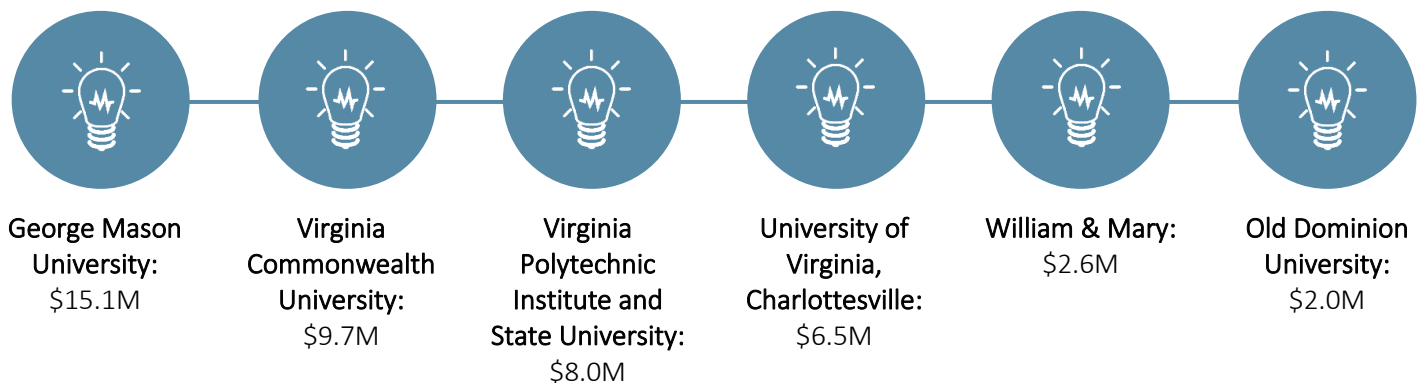 George Mason
University:
$15.1M
Virginia
Commonwealth
University:
$9.7M
Virginia
Polytechnic
Institute and
State University:
$8.0M
University of
Virginia,
Charlottesville:
$6.5M
William & Mary:
$2.6M
Old Dominion
University:
$2.0M